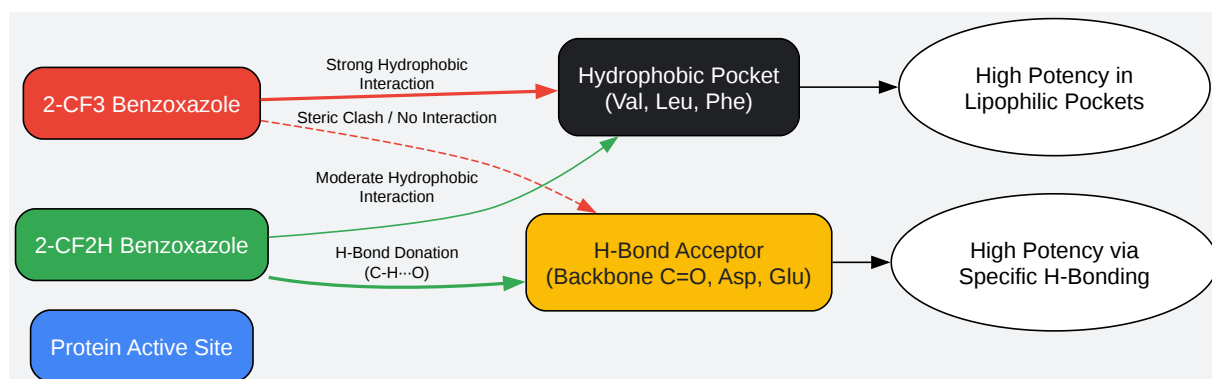 Strong Hydrophobic
Interaction
2-CF3 Benzoxazole
Hydrophobic Pocket
(Val, Leu, Phe)
High Potency in
Lipophilic Pockets
Steric Clash / No Interaction
Moderate Hydrophobic
Interaction
2-CF2H Benzoxazole
H-Bond Donation
(C-H···O)
H-Bond Acceptor
(Backbone C=O, Asp, Glu)
High Potency via
Specific H-Bonding
Protein Active Site